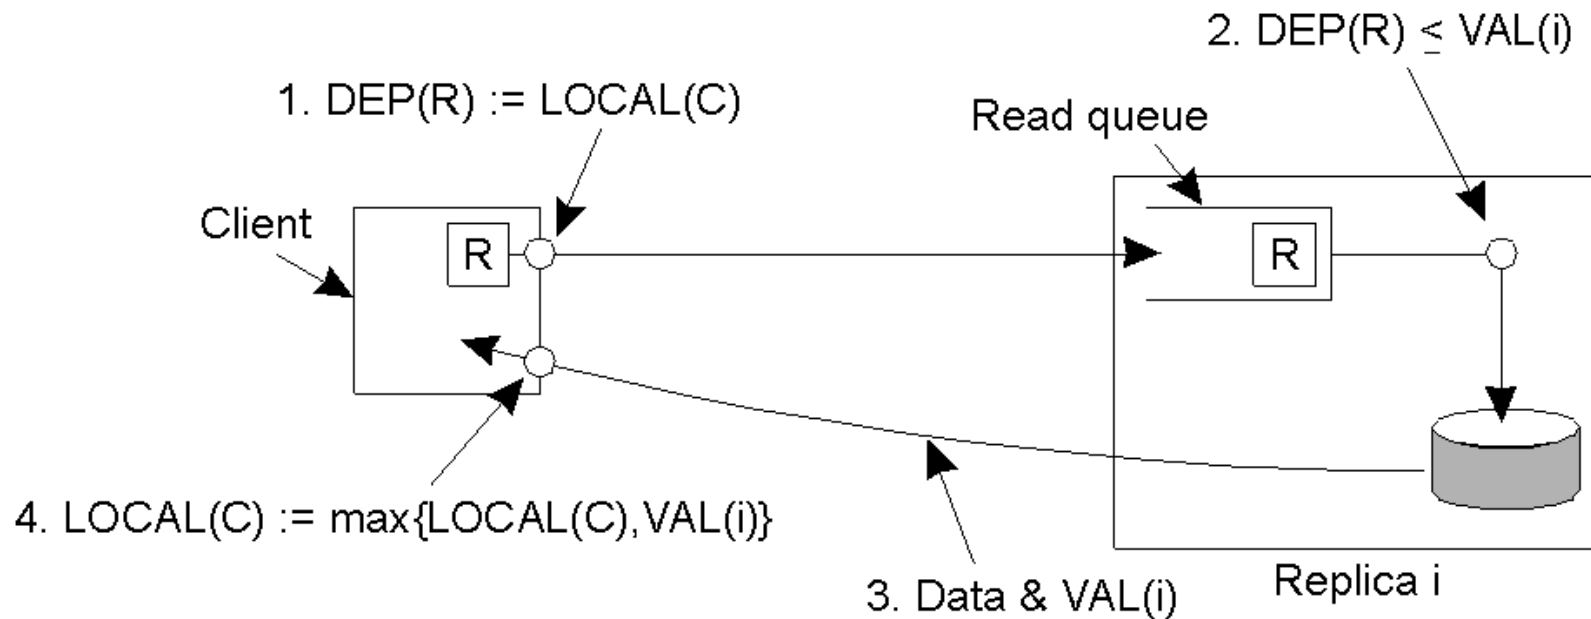 2. DEP(R) ≤ VAL(i)
1. DEP(R) := LOCAL(C)
Read queue
Client
R
R
4. LOCAL(C) := max{LOCAL(C),VAL(i)}
3. Data & VAL(i)
Replica i